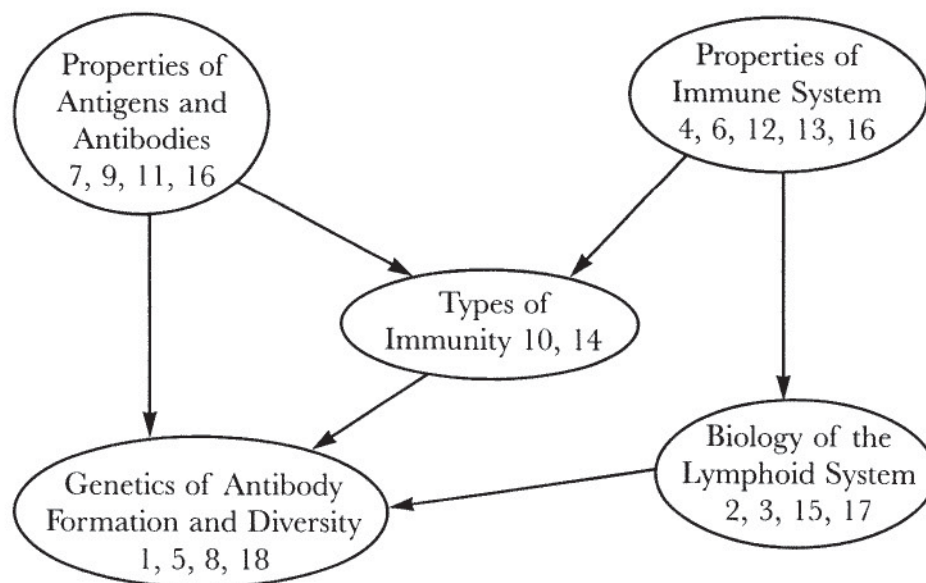 Properties of
Antigens and
Antibodies
7, 9, 11, 16
Properties of
Immune System
4, 6, 12, 13, 16
Types of
Immunity 10, 14
Genetics of Antibody
Formation and Diversity
1, 5, 8, 18
Biology of the
Lymphoid System
2, 3, 15, 17